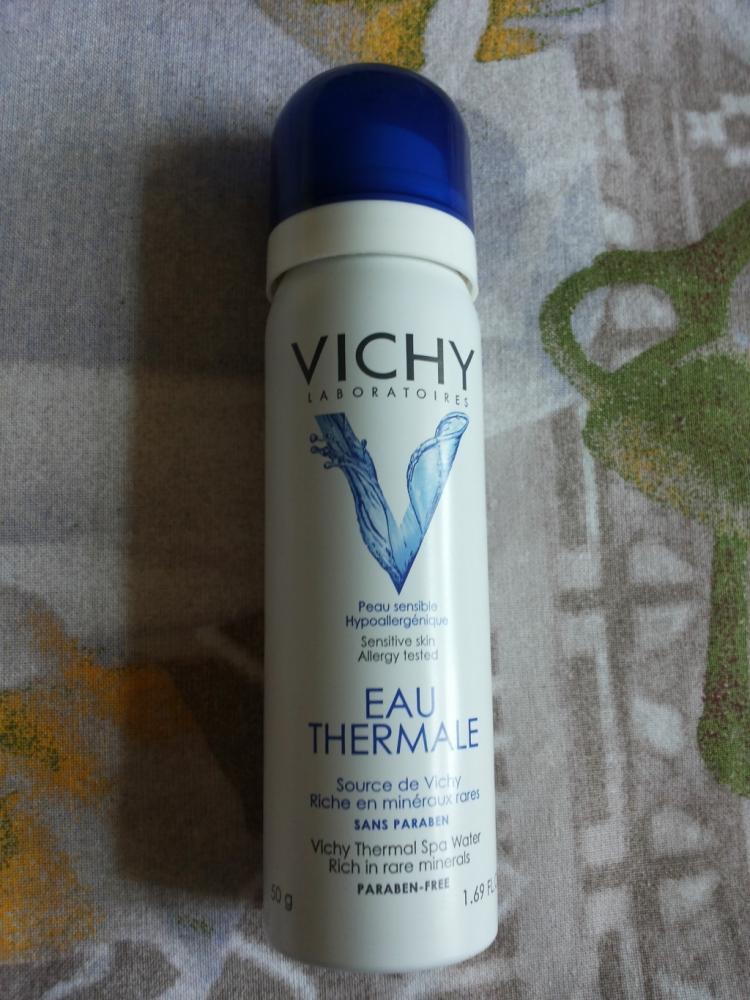 VICHY
LABORATOIRES
Peau sensible
Hypoallergénique
Sensitive skin
Allergy tested
EAU
THERMALE
Source de Vichy
Riche en minéraux rares
SANS PARABEN
Vichy Thermal Spa Water
Rich in rare minerals
PARABEN-FREE
50 g 1.69 FL